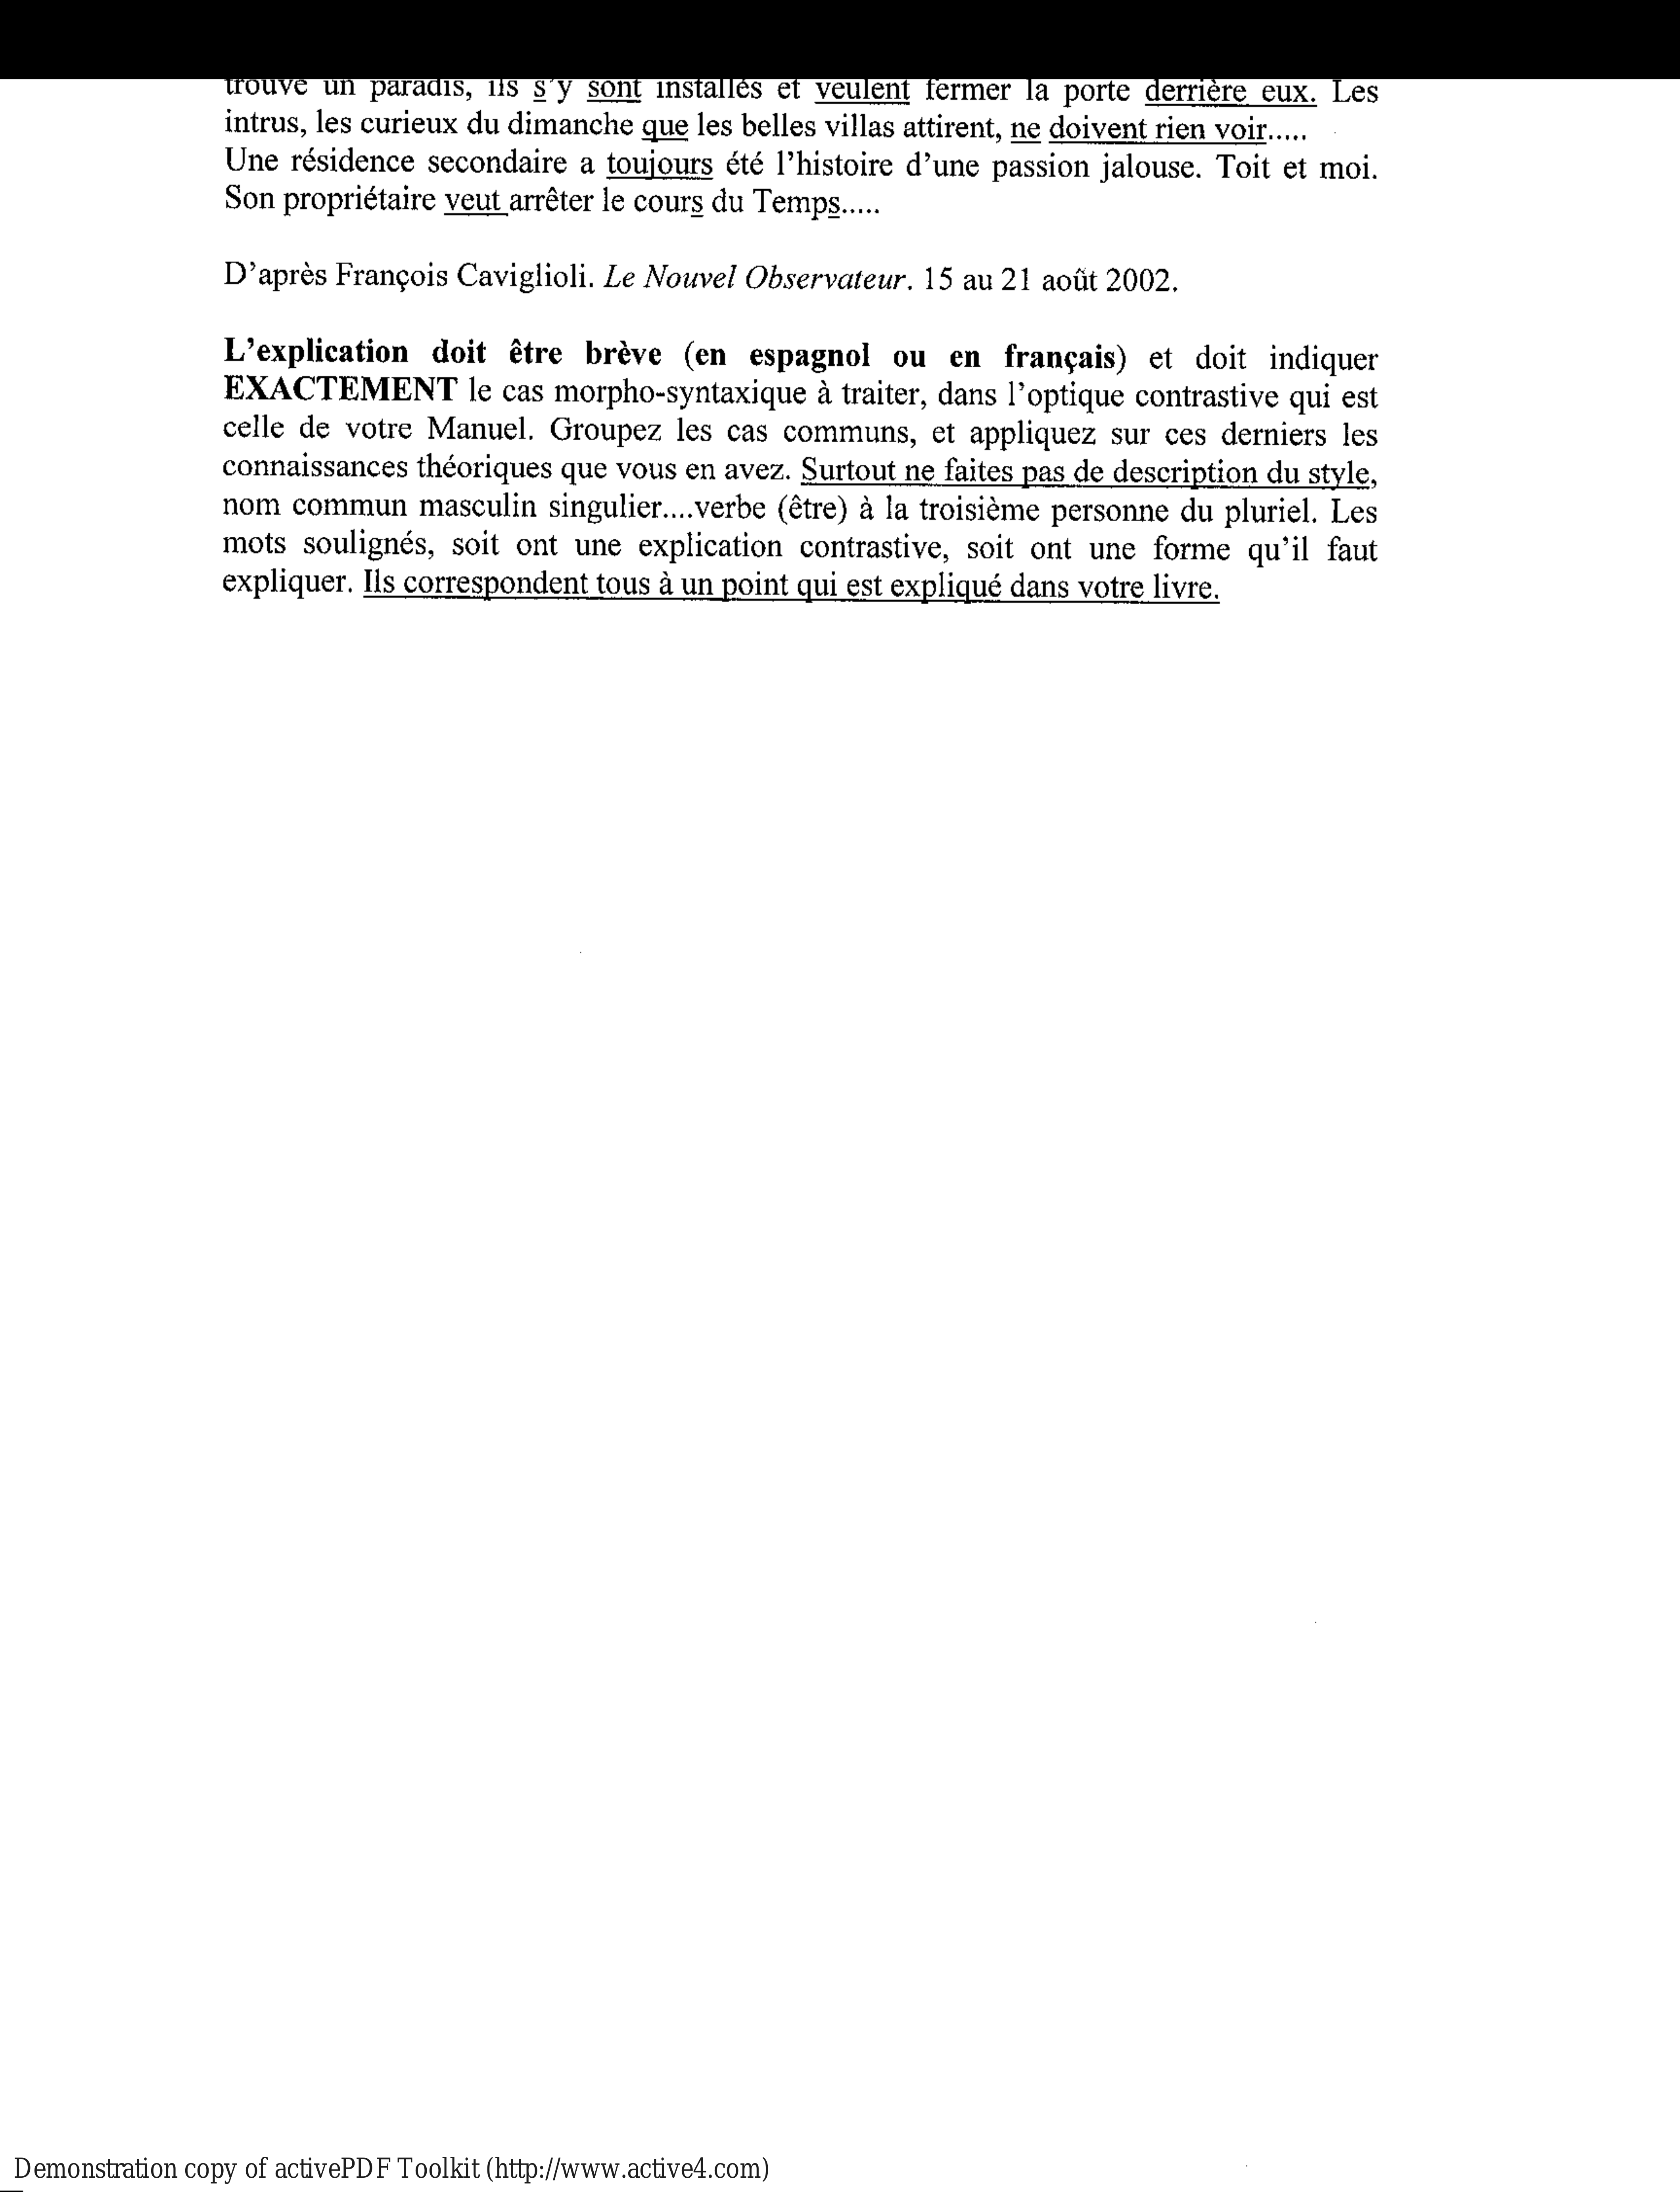 trouvé un paradis, ils s'y sont installés et veulent fermer la porte derrière eux. Les
intrus, les curieux du dimanche que les belles villas attirent, ne doivent rien voir.....
Une résidence secondaire a toujours été l'histoire d'une passion jalouse. Toit et moi.
Son propriétaire veut arrêter le cours du Temps.....
D'après François Caviglioli. Le Nouvel Observateur. 15 au 21 août 2002.
L'explication doit être brève (en espagnol ou en français) et doit indiquer
EXACTEMENT le cas morpho-syntaxique à traiter, dans l'optique contrastive qui est
celle de votre Manuel. Groupez les cas communs, et appliquez sur ces derniers les
connaissances théoriques que vous en avez. Surtout ne faites pas de description du style,
nom commun masculin singulier....verbe (être) à la troisième personne du pluriel. Les
mots soulignés, soit ont une explication contrastive, soit ont une forme qu'il faut
expliquer. Ils correspondent tous à un point qui est expliqué dans votre livre.
Demonstration copy of activePDF Toolkit (http://www.active4.com)